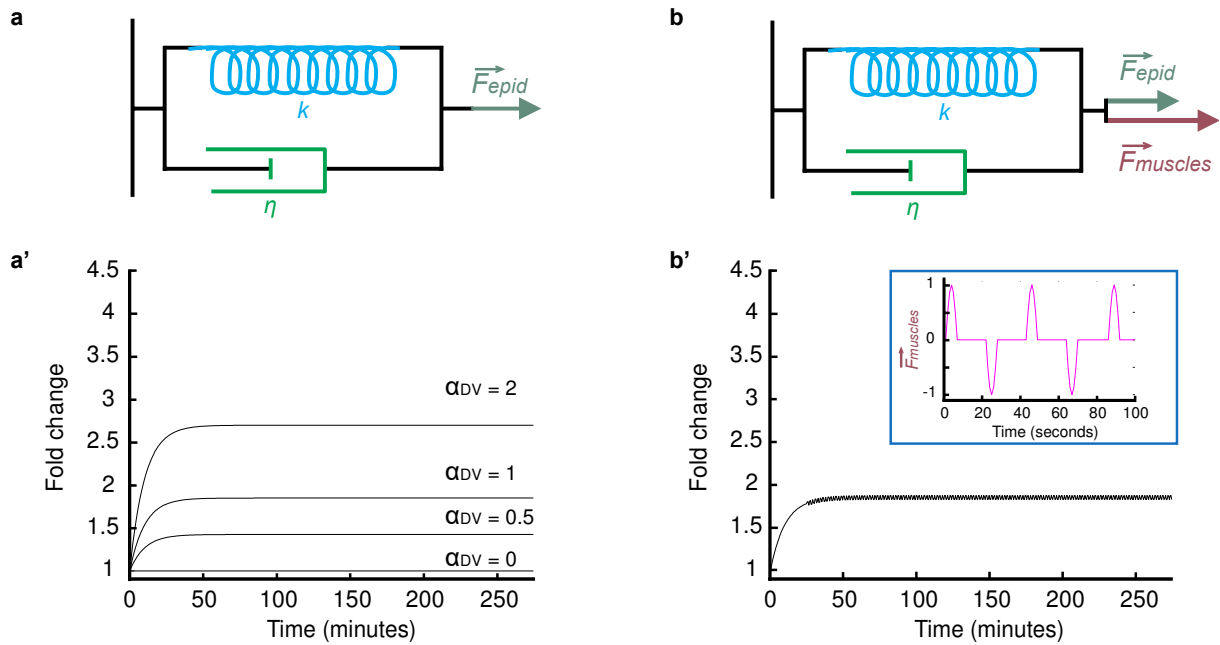 a
F epid
k
η
b
F epid
F muscles
k
η
a'
Fold change
4.5
4
3.5
3
2.5
2
1.5
1
αDV = 2
αDV = 1
αDV = 0.5
αDV = 0
0 50 100 150 200 250
Time (minutes)
b'
Fold change
4.5
4
3.5
3
2.5
2
1.5
1
F muscles
1
0
-1
0 20 40 60 80 100
Time (seconds)
0 50 100 150 200 250
Time (minutes)